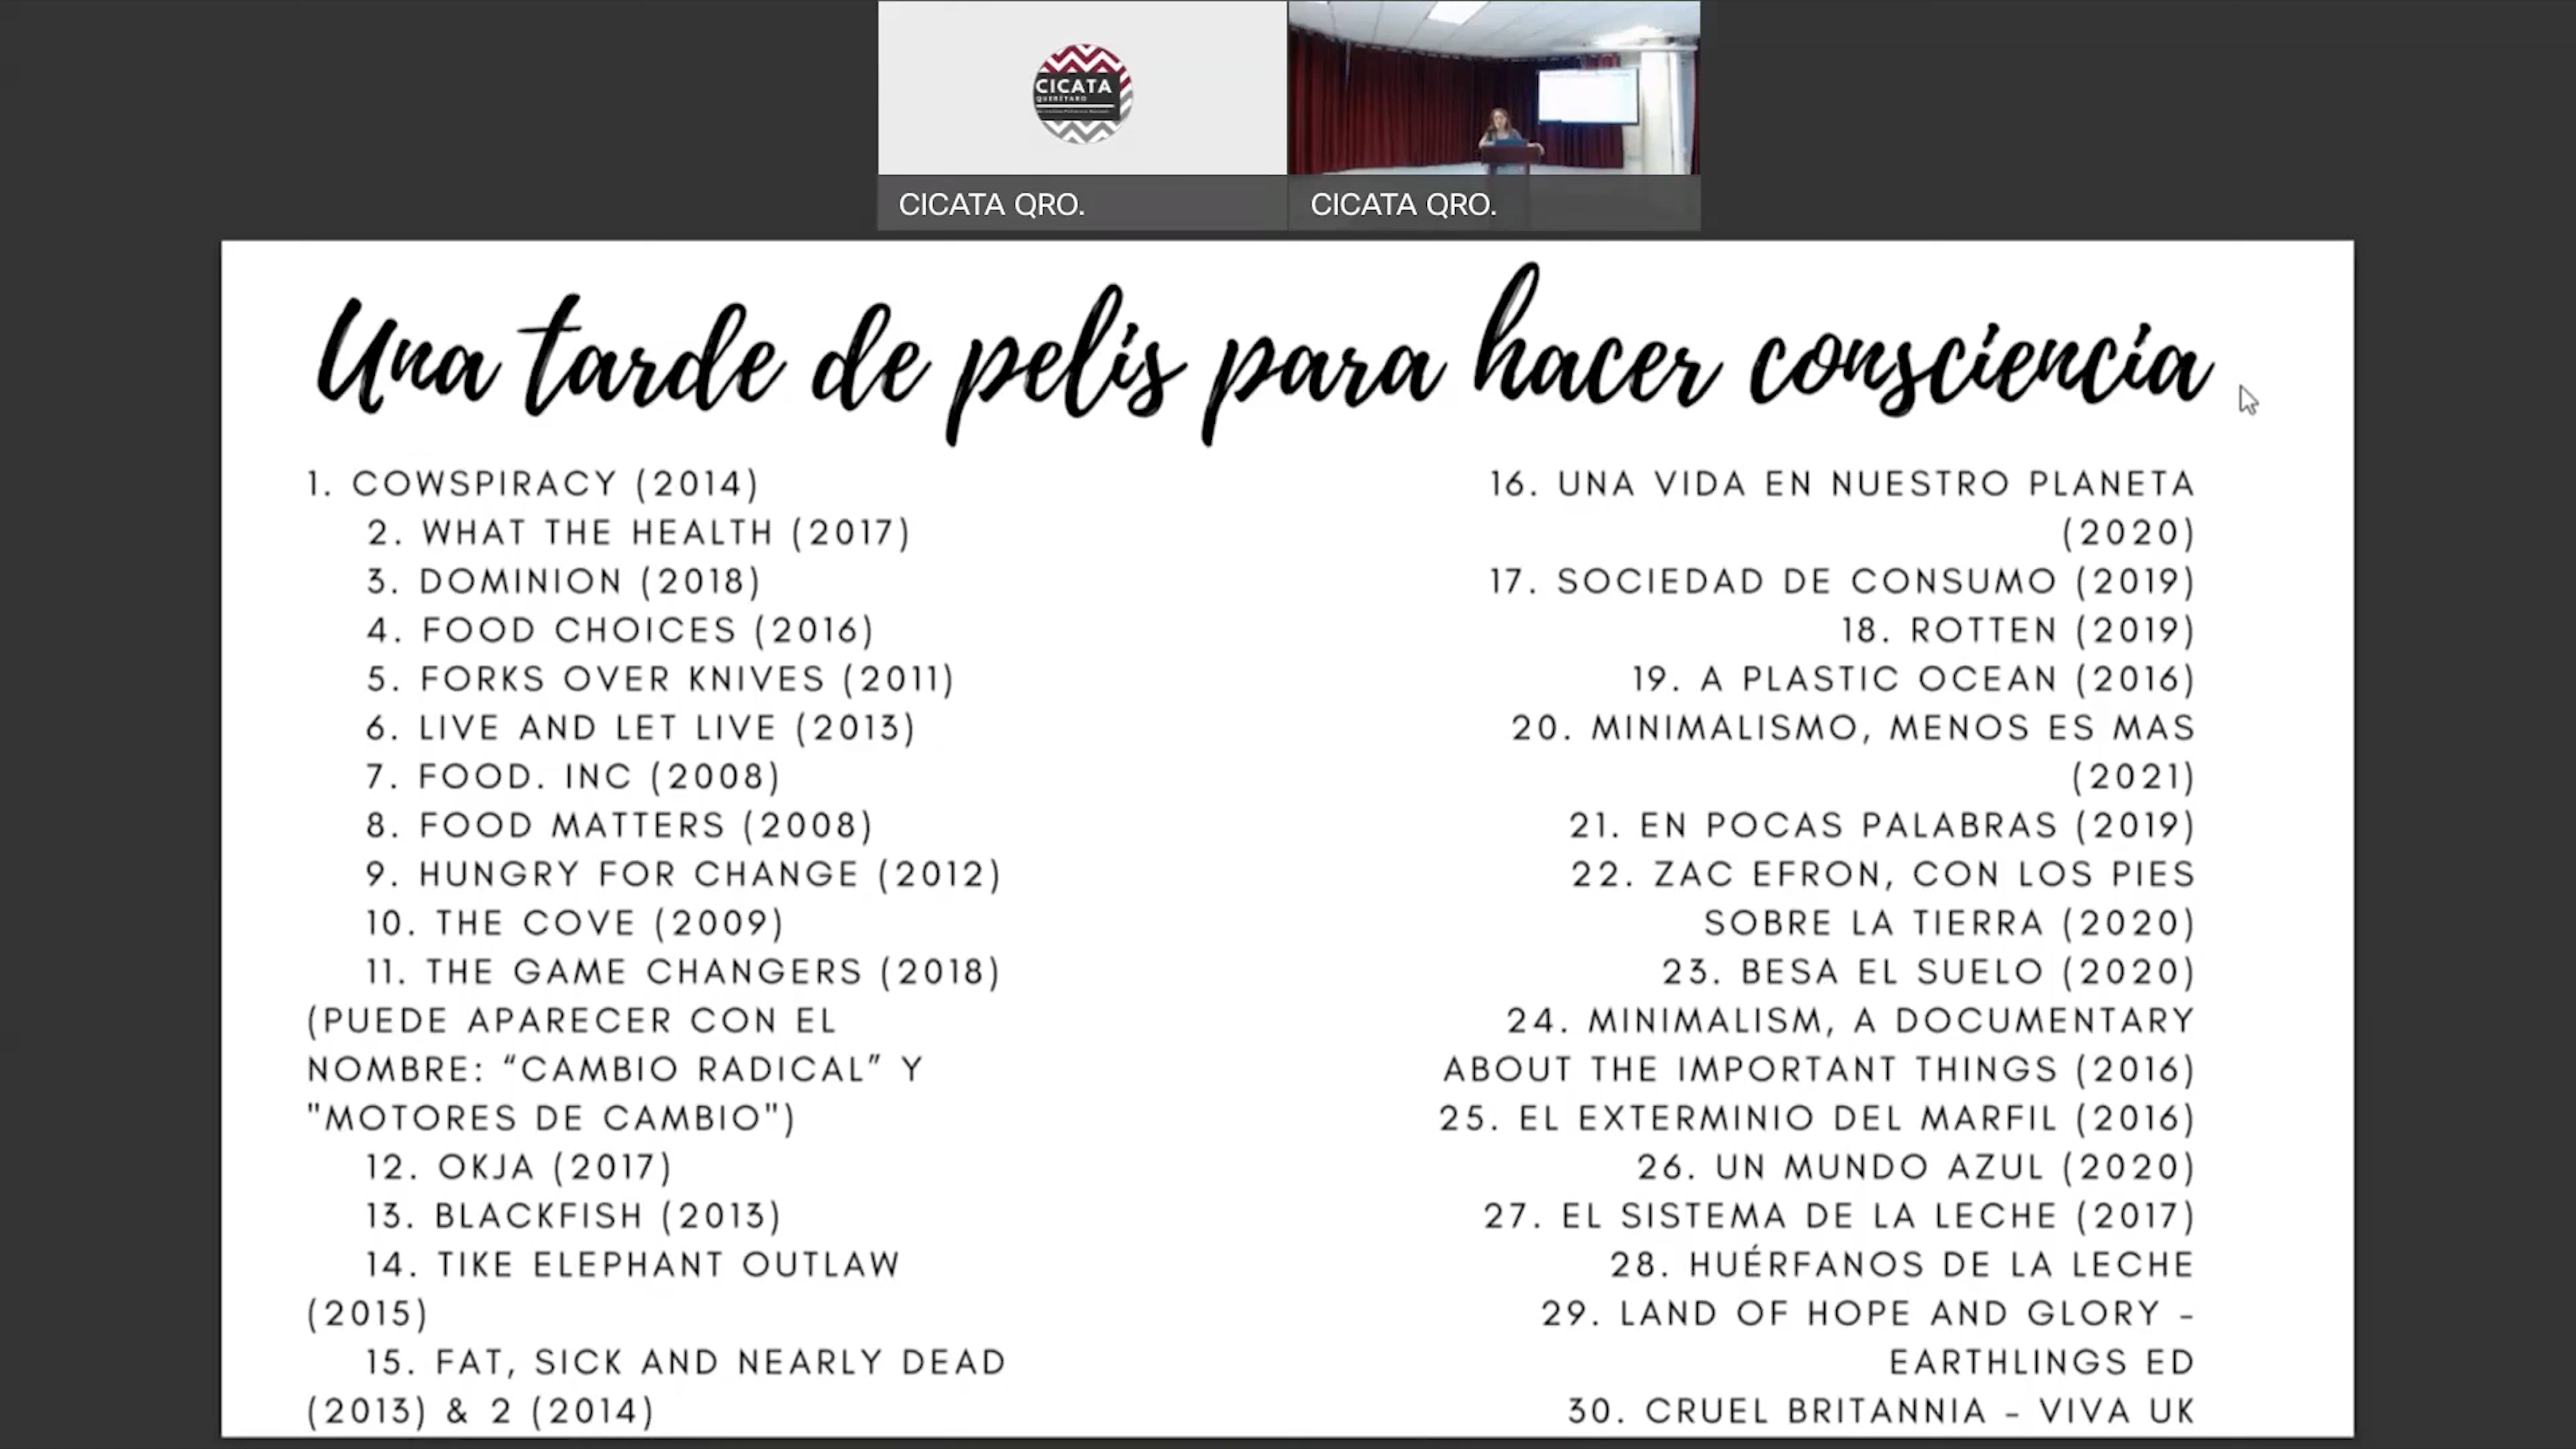 CICATA
QUERÉTARO
CICATA QRO.
CICATA QRO.
Una tarde de pelis para hacer consciencia
1. COWSPIRACY (2014)
2. WHAT THE HEALTH (2017)
3. DOMINION (2018)
4. FOOD CHOICES (2016)
5. FORKS OVER KNIVES (2011)
6. LIVE AND LET LIVE (2013)
7. FOOD. INC (2008)
8. FOOD MATTERS (2008)
9. HUNGRY FOR CHANGE (2012)
10. THE COVE (2009)
11. THE GAME CHANGERS (2018)
(PUEDE APARECER CON EL
NOMBRE: “CAMBIO RADICAL” Y
"MOTORES DE CAMBIO")
12. OKJA (2017)
13. BLACKFISH (2013)
14. TIKE ELEPHANT OUTLAW
(2015)
15. FAT, SICK AND NEARLY DEAD
(2013) & 2 (2014)
16. UNA VIDA EN NUESTRO PLANETA
(2020)
17. SOCIEDAD DE CONSUMO (2019)
18. ROTTEN (2019)
19. A PLASTIC OCEAN (2016)
20. MINIMALISMO, MENOS ES MAS
(2021)
21. EN POCAS PALABRAS (2019)
22. ZAC EFRON, CON LOS PIES
SOBRE LA TIERRA (2020)
23. BESA EL SUELO (2020)
24. MINIMALISM, A DOCUMENTARY
ABOUT THE IMPORTANT THINGS (2016)
25. EL EXTERMINIO DEL MARFIL (2016)
26. UN MUNDO AZUL (2020)
27. EL SISTEMA DE LA LECHE (2017)
28. HUÉRFANOS DE LA LECHE
29. LAND OF HOPE AND GLORY -
EARTHLINGS ED
30. CRUEL BRITANNIA - VIVA UK